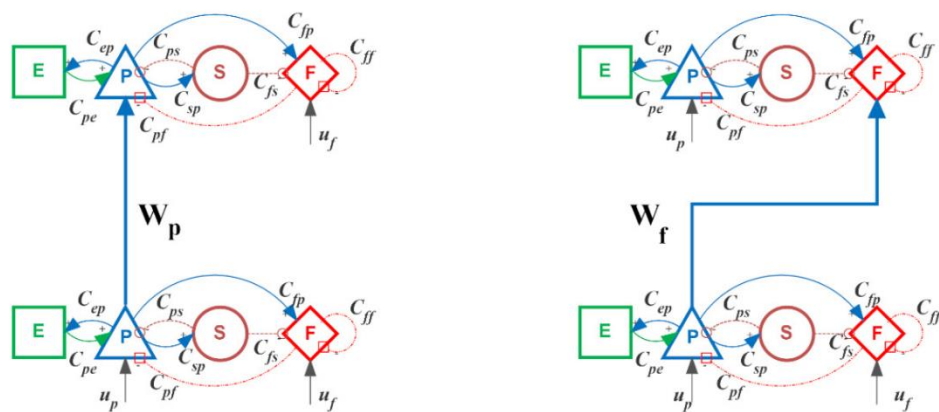 C_ep C_ps C_fp C_ff
E P S F
C_pe C_sp C_fs
C_pf
u_f
W_p
C_ep C_ps C_fp C_ff
E P S F
C_pe C_sp C_fs
C_pf
u_p u_f
C_ep C_ps C_fp C_ff
E P S F
C_pe C_sp C_fs
C_pf
u_p
W_f
C_ep C_ps C_fp C_ff
E P S F
C_pe C_sp C_fs
C_pf
u_p u_f